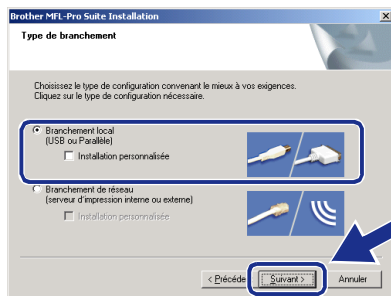 Brother MFL-Pro Suite Installation
Type de branchement
Choisissez le type de configuration convenant le mieux à vos exigences.
Cliquez sur le type de configuration nécessaire.
Branchement local
(USB ou Parallèle)
Installation personnalisée
Branchement de réseau
(serveur d'impression interne ou externe)
Installation personnalisée
< Précéde
Suivant >
Annuler